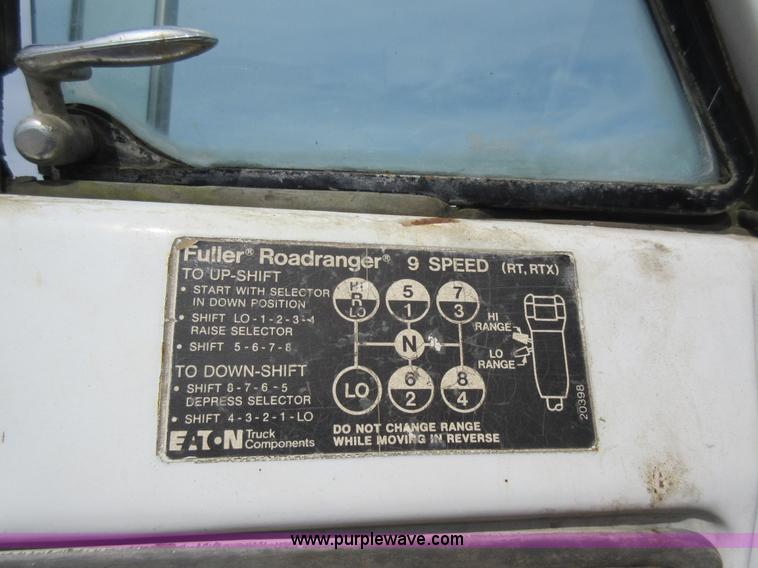 Fuller® Roadranger® 9 SPEED (RT, RTX)
TO UP-SHIFT
• START WITH SELECTOR
IN DOWN POSITION
• SHIFT LO-1-2-3-4
RAISE SELECTOR
• SHIFT 5-6-7-8
TO DOWN-SHIFT
• SHIFT 8-7-6-5
DEPRESS SELECTOR
• SHIFT 4-3-2-1-LO
EATON Truck
Components
HI
R
LO
5
1
7
3
N
LO
6
2
8
4
HI
RANGE
LO
RANGE
DO NOT CHANGE RANGE
WHILE MOVING IN REVERSE
20398
www.purplewave.com